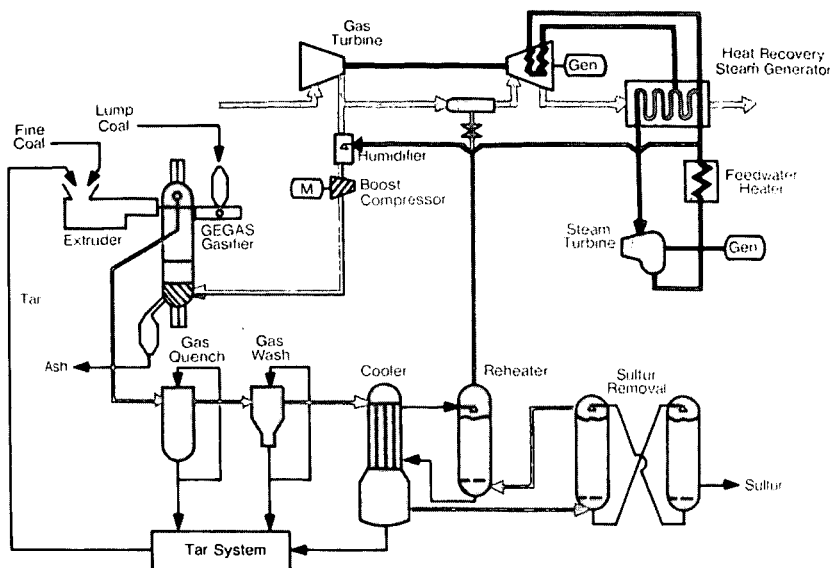 Gas
Turbine
Gen
Heat Recovery
Steam Generator
Lump
Coal
Fine
Coal
Humidifier
M
Boost
Compressor
Feedwater
Heater
Extruder
GEGAS
Gasifier
Steam
Turbine
Gen
Tar
Ash
Gas
Quench
Gas
Wash
Cooler
Reheater
Sulfur
Removal
Sulfur
Tar System